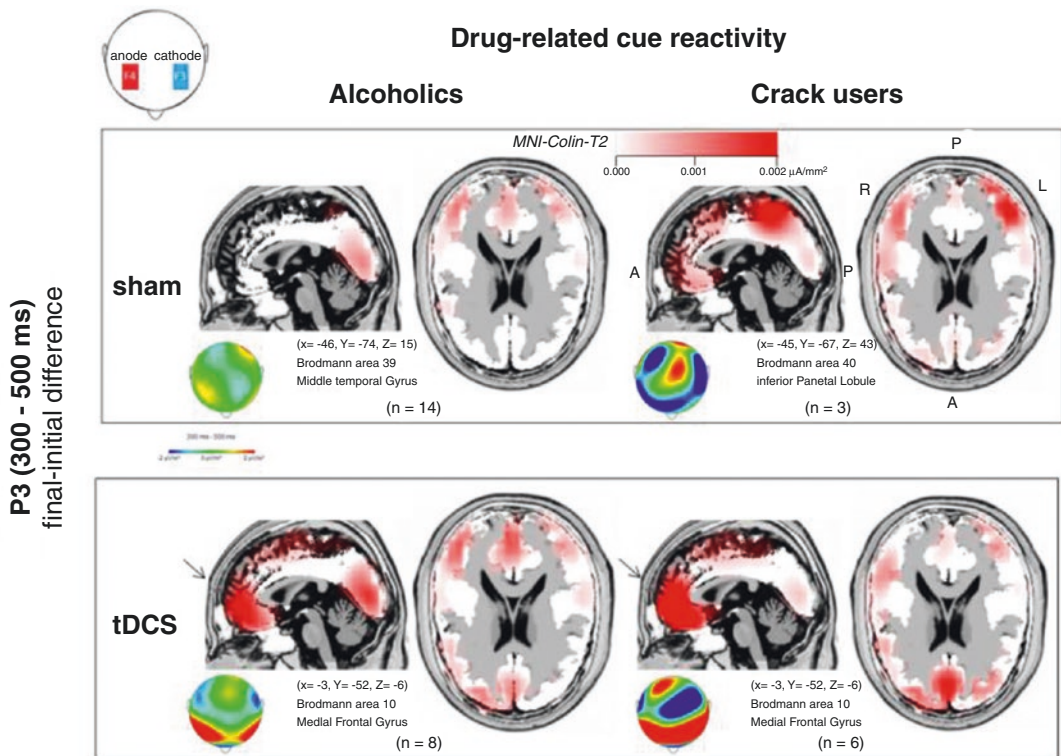 Drug-related cue reactivity
anode cathode
F4 F3
Alcoholics
Crack users
MNI-Colin-T2
0.000 0.001 0.002 µA/mm²
P
R
L
A
P
A
P3 (300 - 500 ms)
final-initial difference
sham
(x= -46, Y= -74, Z= 15)
Brodmann area 39
Middle temporal Gyrus
(n = 14)
(x= -45, Y= -67, Z= 43)
Brodmann area 40
inferior Panetal Lobule
(n = 3)
tDCS
(x= -3, Y= -52, Z= -6)
Brodmann area 10
Medial Frontal Gyrus
(n = 8)
(x= -3, Y= -52, Z= -6)
Brodmann area 10
Medial Frontal Gyrus
(n = 6)